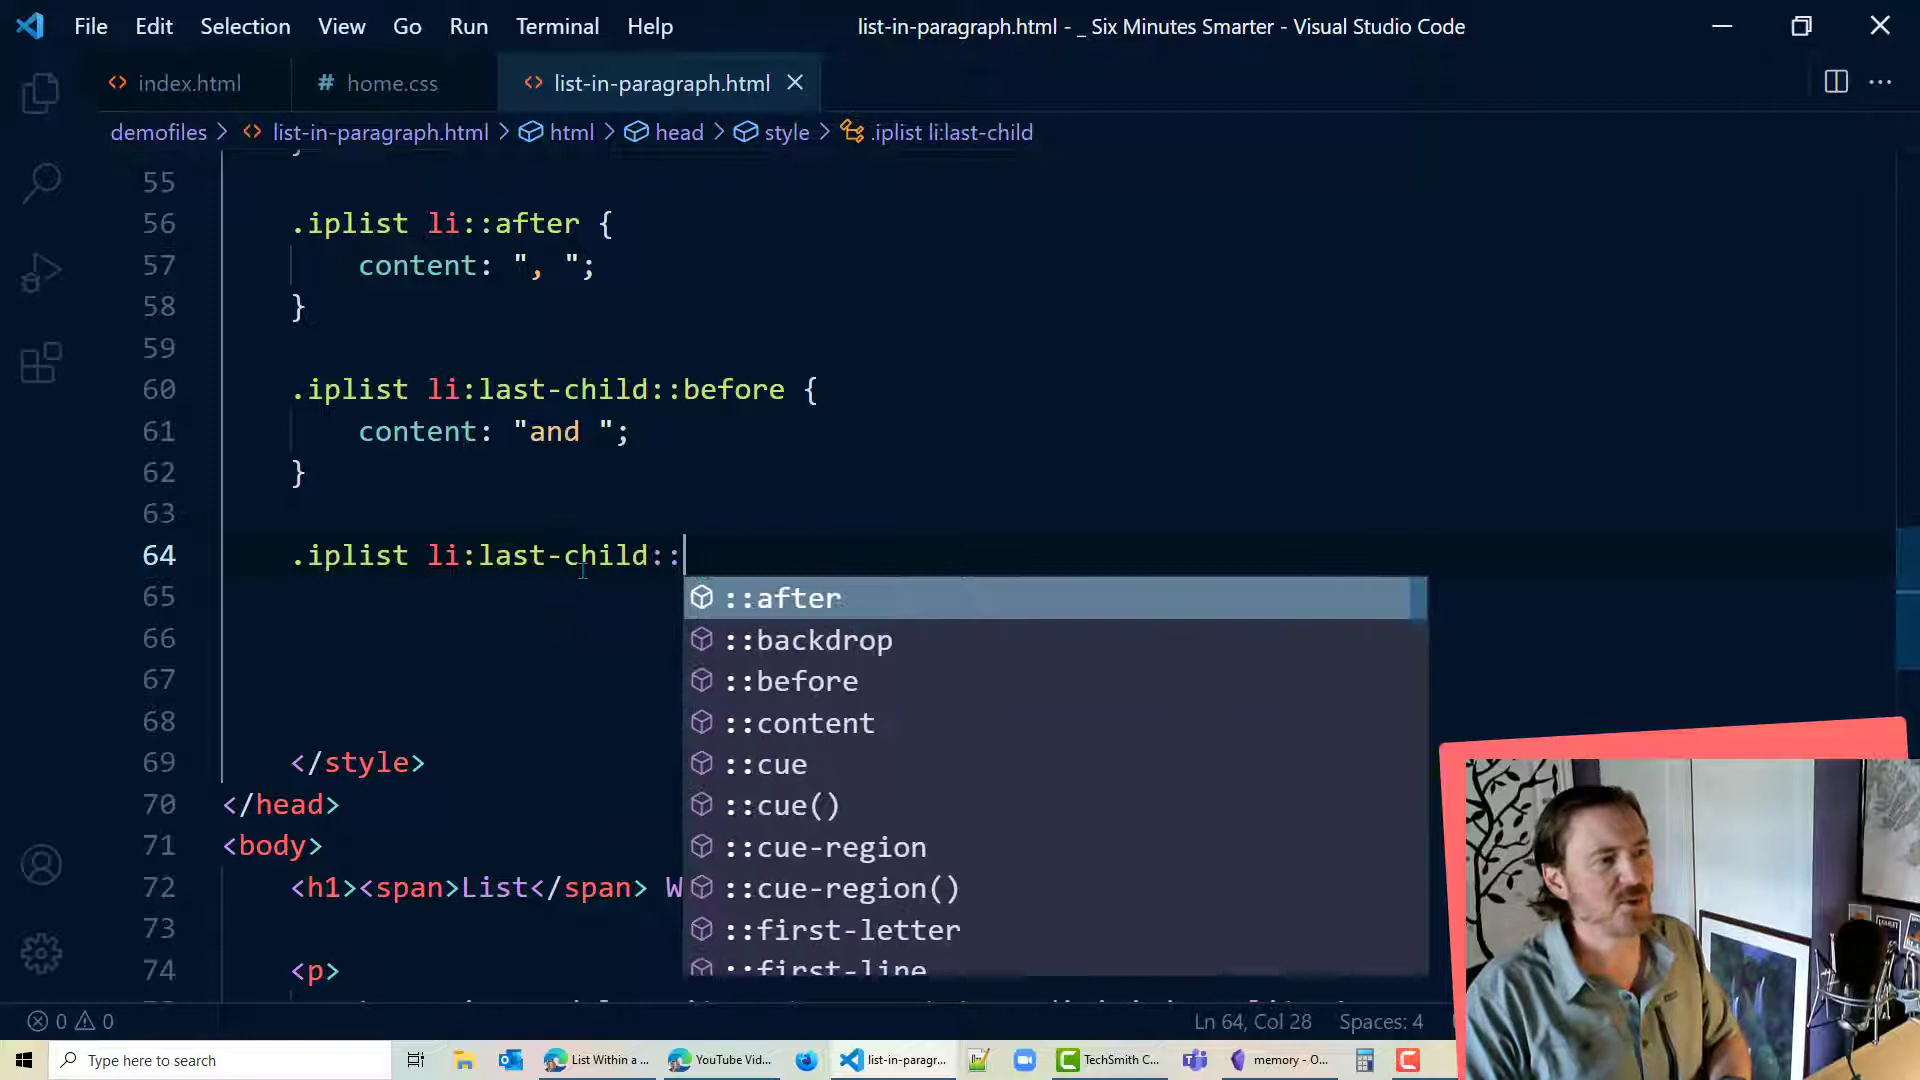 File Edit Selection View Go Run Terminal Help list-in-paragraph.html - _ Six Minutes Smarter - Visual Studio Code
index.html # home.css list-in-paragraph.html
demofiles > list-in-paragraph.html > html > head > style > .iplist li:last-child
55
56 .iplist li::after {
57 content: ", ";
58 }
59
60 .iplist li:last-child::before {
61 content: "and ";
62 }
63
64 .iplist li:last-child::
65 ::after
66 ::backdrop
67 ::before
68 ::content
69 </style> ::cue
70 </head> ::cue()
71 <body> ::cue-region
72 <h1><span>List</span> W ::cue-region()
73 ::first-letter
74 <p> ::first-line
0 0 Ln 64, Col 28 Spaces: 4
Type here to search List Within a ... YouTube Vid... list-in-paragr... TechSmith C... memory - O...